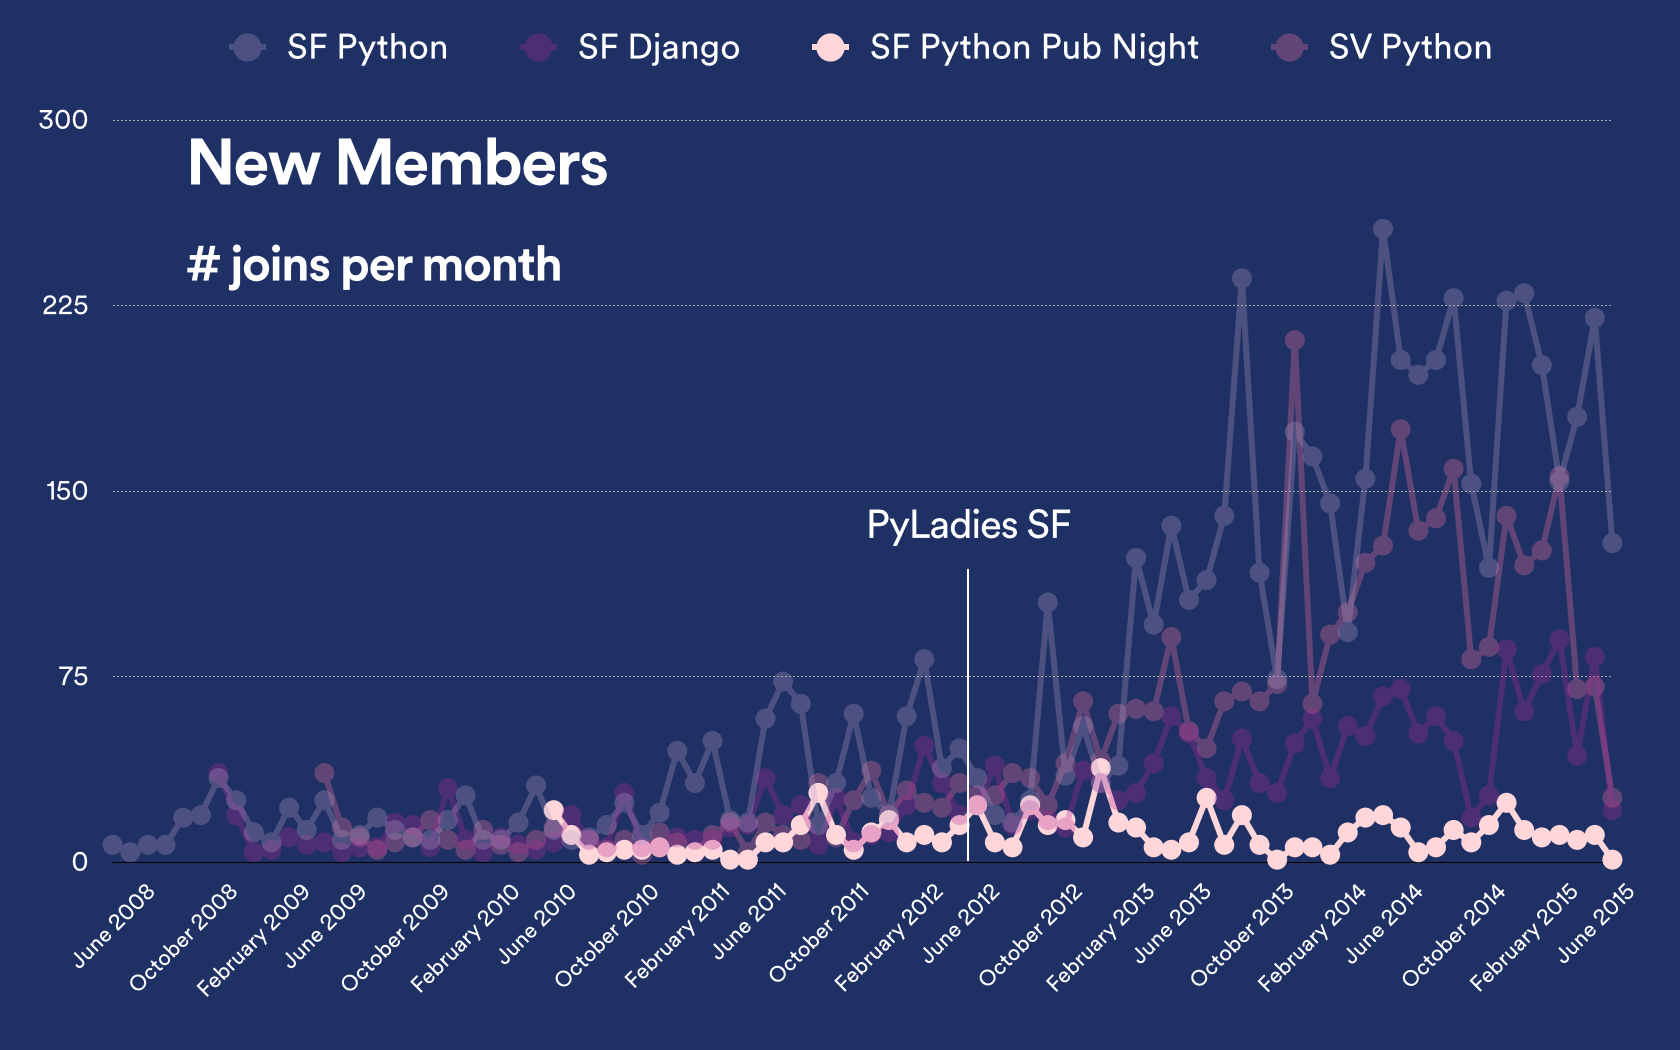 SF Python SF Django SF Python Pub Night SV Python
300
New Members
# joins per month
225
150
PyLadies SF
75
0
June 2008 October 2008 February 2009 June 2009 October 2009 February 2010 June 2010 October 2010 February 2011 June 2011 October 2011 February 2012 June 2012 October 2012 February 2013 June 2013 October 2013 February 2014 June 2014 October 2014 February 2015 June 2015